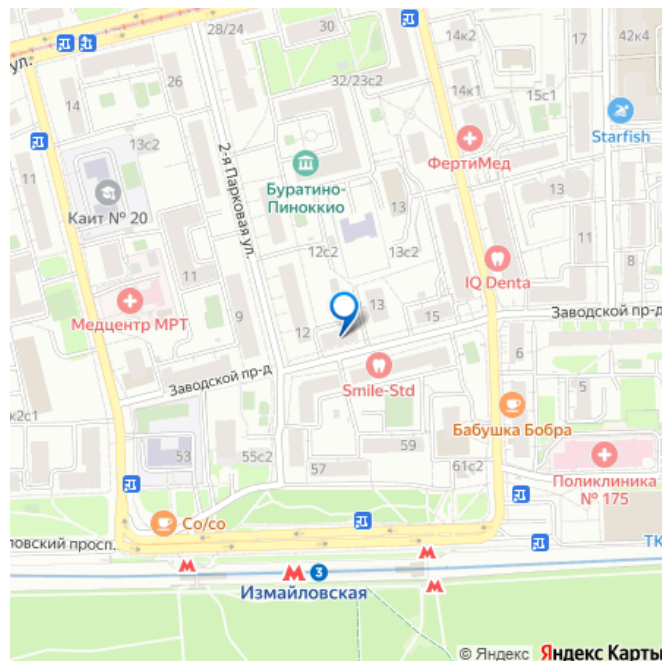 28/24
30
14к2
17
42к4
ул.
26
32/23с2
14к1
15с1
14
Starfish
13с2
2-я Парковая ул.
ФертиМед
11
Буратино-
Пиноккио
Каит № 20
13
13
12с2
13с2
11
11
IQ Denta
8
Медцентр МРТ
9
13
12
15
Заводской пр-д
6
Заводской пр-д
Smile-Std
5
к2с1
Бабушка Бобра
53
55с2
59
57
61с2
Поликлиника
№ 175
Co/co
ловский просп.
ТК
3
Измайловская
© Яндекс Яндекс Карты